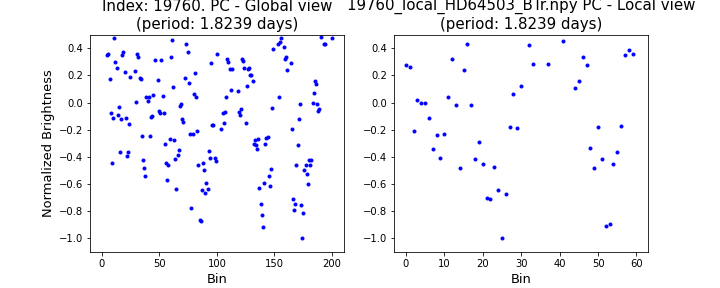 Index: 19760. PC - Global view
(period: 1.8239 days)
19760_local_HD64503_BTr.npy PC - Local view
(period: 1.8239 days)
Normalized Brightness
0.4
0.2
0.0
−0.2
−0.4
−0.6
−0.8
−1.0
0 50 100 150 200
Bin
0.4
0.2
0.0
−0.2
−0.4
−0.6
−0.8
−1.0
0 10 20 30 40 50 60
Bin